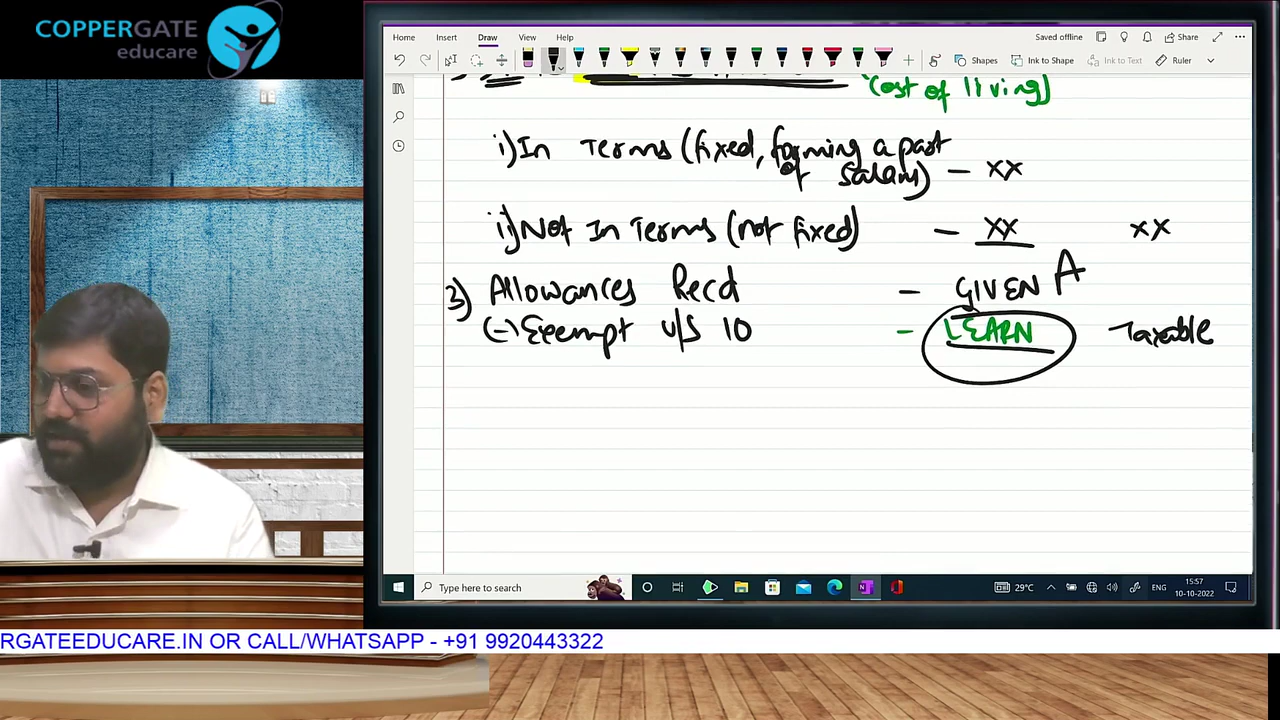 COPPERGATE
educare
Home Insert Draw View Help
Saved offline
Share
Shapes
Ink to Shape
Ink to Text
Ruler
(cost of living)
i) In Terms (fixed, forming a part
of salary) - xx
ii) Not In Terms (not fixed) - xx xx
3) Allowances Recd - GIVEN A
(-) Exempt u/s 10 - LEARN Taxable
Type here to search
29°C
ENG
15:57
10-10-2022
RGATEEDUCARE.IN OR CALL/WHATSAPP - +91 9920443322